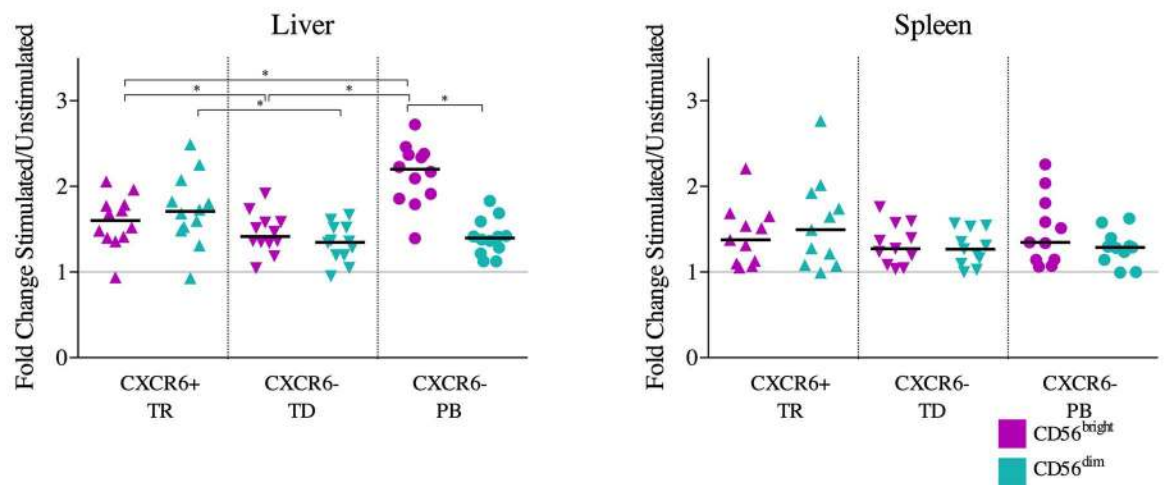 Liver
Fold Change Stimulated/Unstimulated
3
2
1
0
* 
* *
*
*
CXCR6+
TR
CXCR6-
TD
CXCR6-
PB
Spleen
Fold Change Stimulated/Unstimulated
3
2
1
0
CXCR6+
TR
CXCR6-
TD
CXCR6-
PB
CD56bright
CD56dim